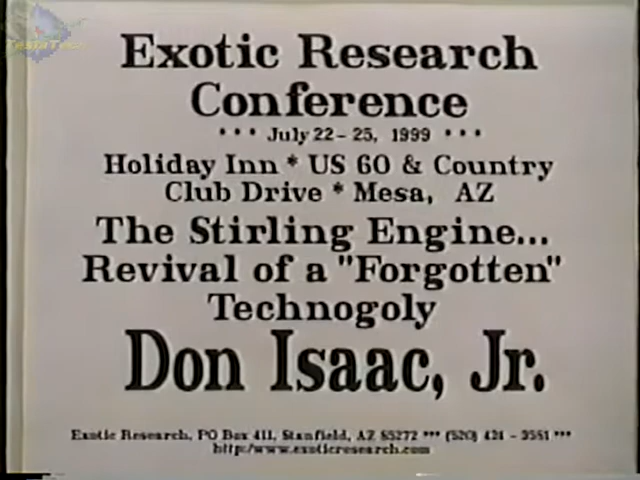 TeslaTech
Exotic Research
Conference
* * * July 22 - 25, 1999 * * *
Holiday Inn * US 60 & Country
Club Drive * Mesa, AZ
The Stirling Engine...
Revival of a "Forgotten"
Technogoly
Don Isaac, Jr.
Exotic Research, PO Box 411, Stanfield, AZ 85272 *** (520) 424 - 3551 ***
http:/www.exoticresearch.com